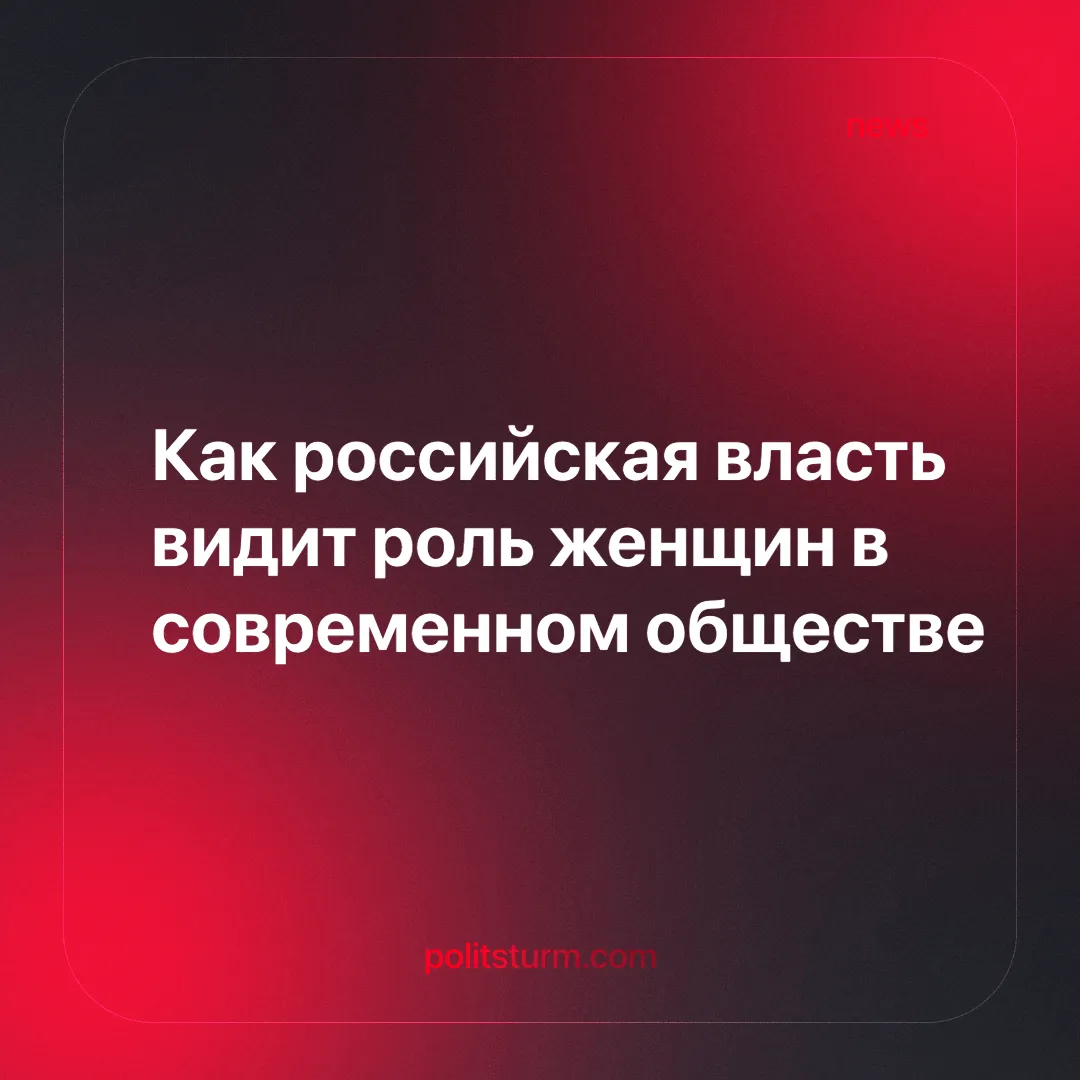 news
Как российская власть
видит роль женщин в
современном обществе
politsturm.com